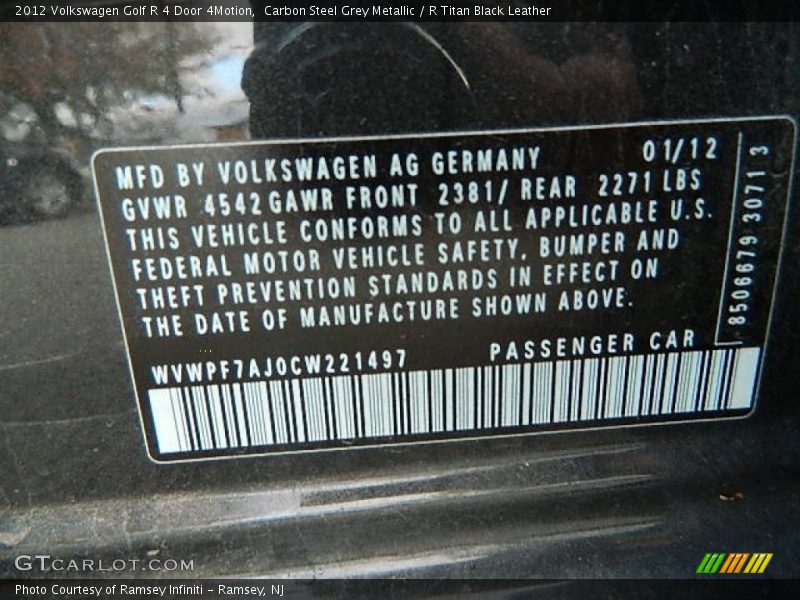 2012 Volkswagen Golf R 4 Door 4Motion,  Carbon Steel Grey Metallic / R Titan Black Leather
MFD BY VOLKSWAGEN AG GERMANY 01/12
GVWR 4542 GAWR FRONT 2381/ REAR 2271 LBS
THIS VEHICLE CONFORMS TO ALL APPLICABLE U.S.
FEDERAL MOTOR VEHICLE SAFETY, BUMPER AND
THEFT PREVENTION STANDARDS IN EFFECT ON
THE DATE OF MANUFACTURE SHOWN ABOVE.
8506679 30713
WVWPF7AJ0CW221497 PASSENGER CAR
GTCARLOT.COM
Photo Courtesy of Ramsey Infiniti - Ramsey, NJ